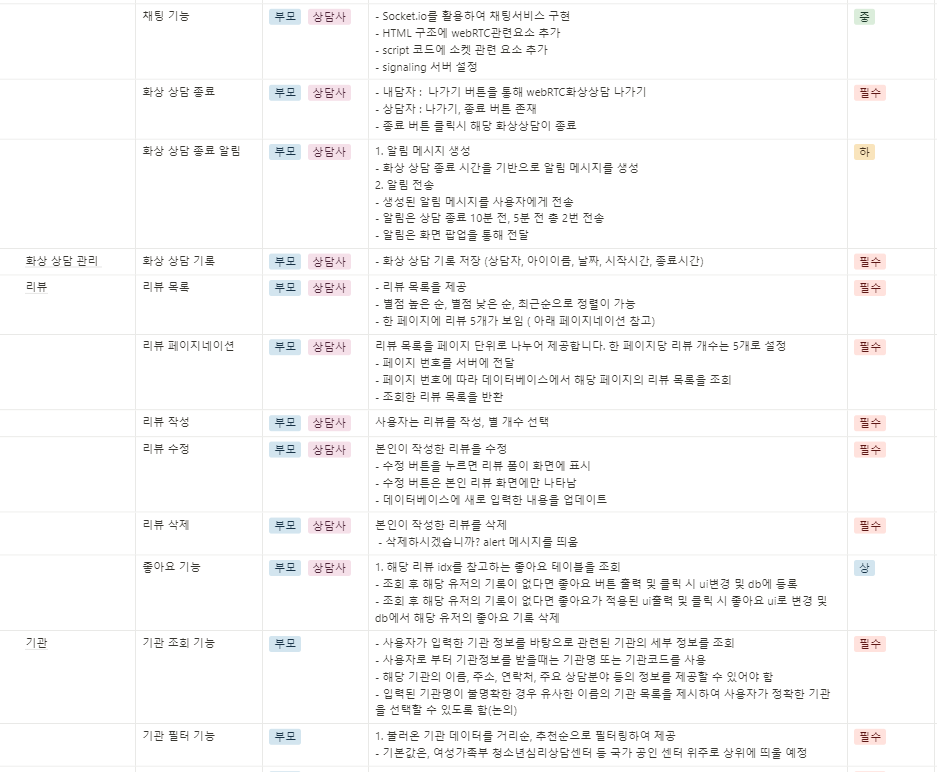 채팅 기능 부모 상담사 - Socket.io를 활용하여 채팅서비스 구현 중
- HTML 구조에 webRTC관련요소 추가
- script 코드에 소켓 관련 요소 추가
- signaling 서버 설정
화상 상담 종료 부모 상담사 - 내담자 : 나가기 버튼을 통해 webRTC화상상담 나가기 필수
- 상담자 : 나가기, 종료 버튼 존재
- 종료 버튼 클릭시 해당 화상상담이 종료
화상 상담 종료 알림 부모 상담사 1. 알림 메시지 생성 하
- 화상 상담 종료 시간을 기반으로 알림 메시지를 생성
2. 알림 전송
- 생성된 알림 메시지를 사용자에게 전송
- 알림은 상담 종료 10분 전, 5분 전 총 2번 전송
- 알림은 화면 팝업을 통해 전달
화상 상담 관리 화상 상담 기록 부모 상담사 - 화상 상담 기록 저장 (상담자, 아이이름, 날짜, 시작시간, 종료시간) 필수
리뷰 리뷰 목록 부모 상담사 - 리뷰 목록을 제공 필수
- 별점 높은 순, 별점 낮은 순, 최근순으로 정렬이 가능
- 한 페이지에 리뷰 5개가 보임 ( 아래 페이지네이션 참고)
리뷰 페이지네이션 부모 상담사 리뷰 목록을 페이지 단위로 나누어 제공합니다. 한 페이지당 리뷰 개수는 5개로 설정 필수
- 페이지 번호를 서버에 전달
- 페이지 번호에 따라 데이터베이스에서 해당 페이지의 리뷰 목록을 조회
- 조회한 리뷰 목록을 반환
리뷰 작성 부모 상담사 사용자는 리뷰를 작성, 별 개수 선택 필수
리뷰 수정 부모 상담사 본인이 작성한 리뷰을 수정 필수
- 수정 버튼을 누르면 리뷰 폼이 화면에 표시
- 수정 버튼은 본인 리뷰 화면에만 나타남
- 데이터베이스에 새로 입력한 내용을 업데이트
리뷰 삭제 부모 상담사 본인이 작성한 리뷰를 삭제 필수
- 삭제하시겠습니까? alert 메시지를 띄움
좋아요 기능 부모 상담사 1. 해당 리뷰 idx를 참고하는 좋아요 테이블을 조회 상
- 조회 후 해당 유저의 기록이 없다면 좋아요 버튼 출력 및 클릭 시 ui변경 및 db에 등록
- 조회 후 해당 유저의 기록이 없다면 좋아요가 적용된 ui출력 및 클릭 시 좋아요 ui로 변경 및
db에서 해당 유저의 좋아요 기록 삭제
기관 기관 조회 기능 부모 - 사용자가 입력한 기관 정보를 바탕으로 관련된 기관의 세부 정보를 조회 필수
- 사용자로 부터 기관정보를 받을때는 기관명 또는 기관코드를 사용
- 해당 기관의 이름, 주소, 연락처, 주요 상담분야 등의 정보를 제공할 수 있어야 함
- 입력된 기관명이 불명확한 경우 유사한 이름의 기관 목록을 제시하여 사용자가 정확한 기관
을 선택할 수 있도록 함(논의)
기관 필터 기능 부모 1. 불러온 기관 데이터를 거리순, 추천순으로 필터링하여 제공 필수
- 기본값은, 여성가족부 청소년심리상담센터 등 국가 공인 센터 위주로 상위에 띄울 예정